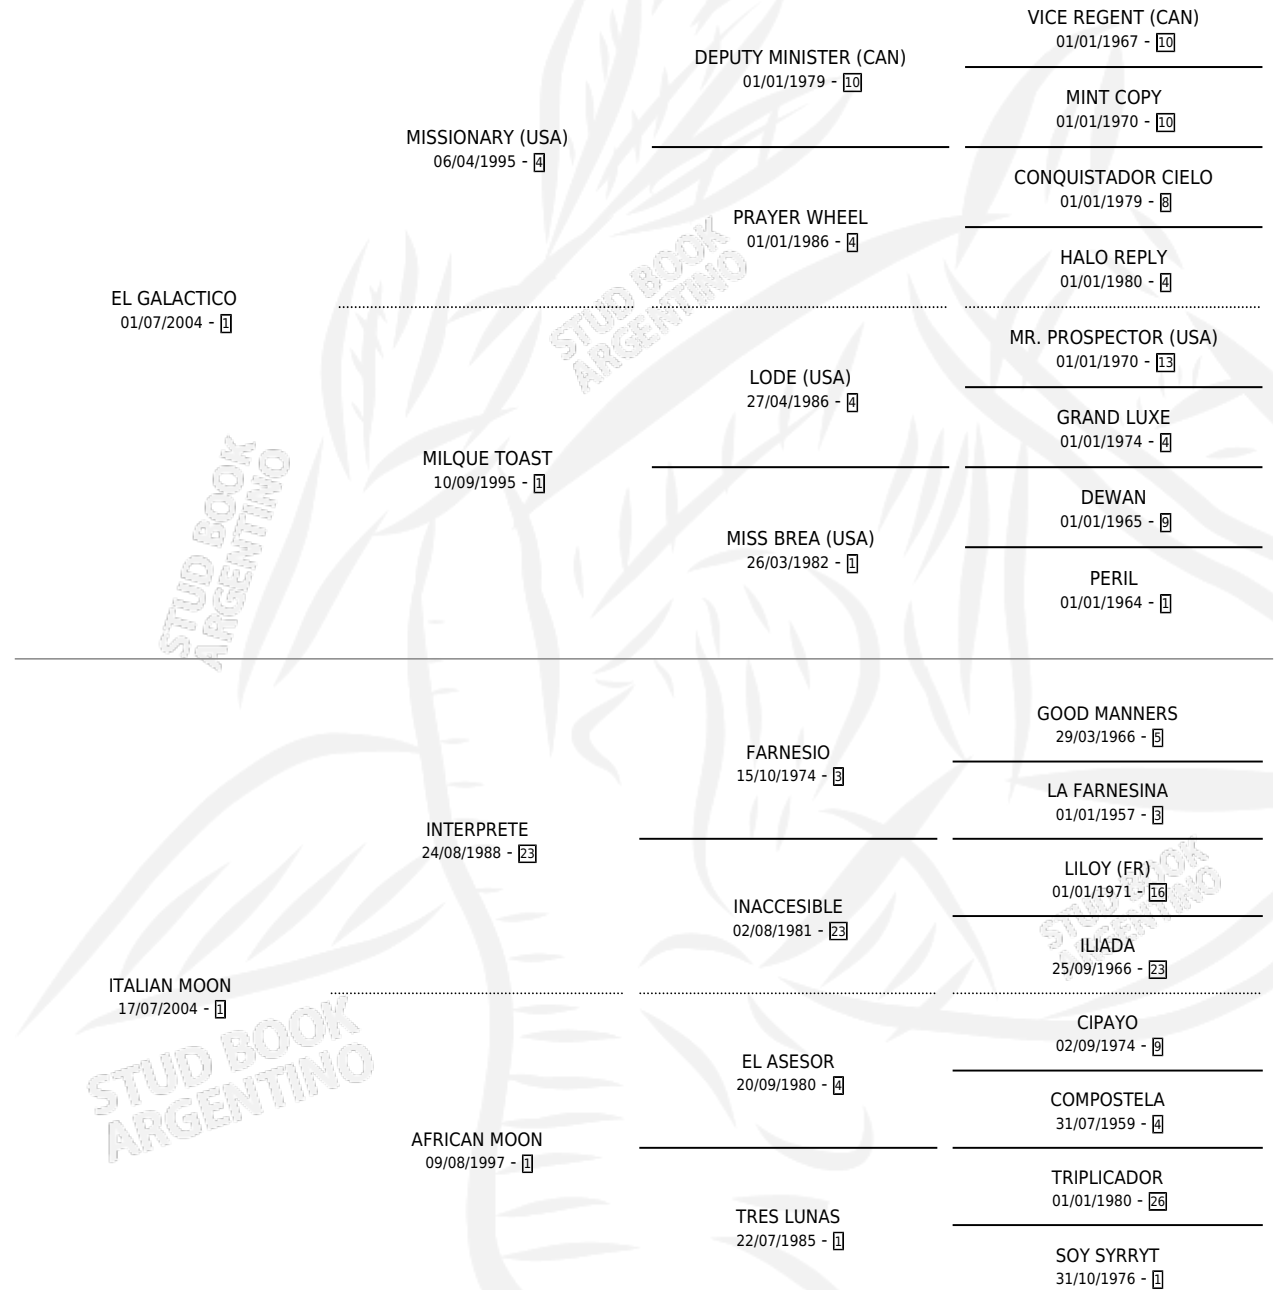 VICE REGENT (CAN)
01/01/1967 - 10
DEPUTY MINISTER (CAN)
01/01/1979 - 10
MINT COPY
01/01/1970 - 10
MISSIONARY (USA)
06/04/1995 - 4
CONQUISTADOR CIELO
01/01/1979 - 8
PRAYER WHEEL
01/01/1986 - 4
HALO REPLY
01/01/1980 - 4
EL GALACTICO
01/07/2004 - 1
MR. PROSPECTOR (USA)
01/01/1970 - 13
LODE (USA)
27/04/1986 - 4
GRAND LUXE
01/01/1974 - 4
MILQUE TOAST
10/09/1995 - 1
DEWAN
01/01/1965 - 9
MISS BREA (USA)
26/03/1982 - 1
PERIL
01/01/1964 - 1
STUD BOOK
ARGENTINO
STUD BOOK
ARGENTINO
GOOD MANNERS
29/03/1966 - 5
FARNESIO
15/10/1974 - 3
LA FARNESINA
01/01/1957 - 3
INTERPRETE
24/08/1988 - 23
LILOY (FR)
01/01/1971 - 16
INACCESIBLE
02/08/1981 - 23
ILIADA
25/09/1966 - 23
ITALIAN MOON
17/07/2004 - 1
CIPAYO
02/09/1974 - 9
EL ASESOR
20/09/1980 - 4
COMPOSTELA
31/07/1959 - 4
AFRICAN MOON
09/08/1997 - 1
TRIPLICADOR
01/01/1980 - 26
TRES LUNAS
22/07/1985 - 1
SOY SYRRYT
31/10/1976 - 1
STUD BOOK
ARGENTINO
STUD BOOK
ARGENTINO